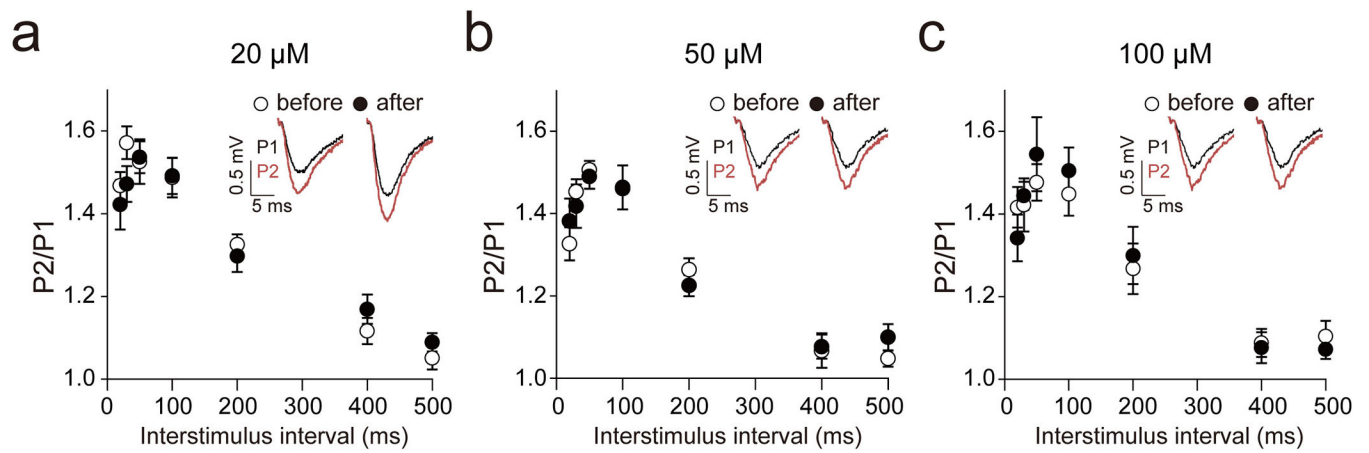 a
20 µM
before after
1.6
1.4
1.2
1.0
P2/P1
P1
P2
0.5 mV
5 ms
0 100 200 300 400 500
Interstimulus interval (ms)
b
50 µM
before after
1.6
1.4
1.2
1.0
P2/P1
P1
P2
0.5 mV
5 ms
0 100 200 300 400 500
Interstimulus interval (ms)
c
100 µM
before after
1.6
1.4
1.2
1.0
P2/P1
P1
P2
0.5 mV
5 ms
0 100 200 300 400 500
Interstimulus interval (ms)